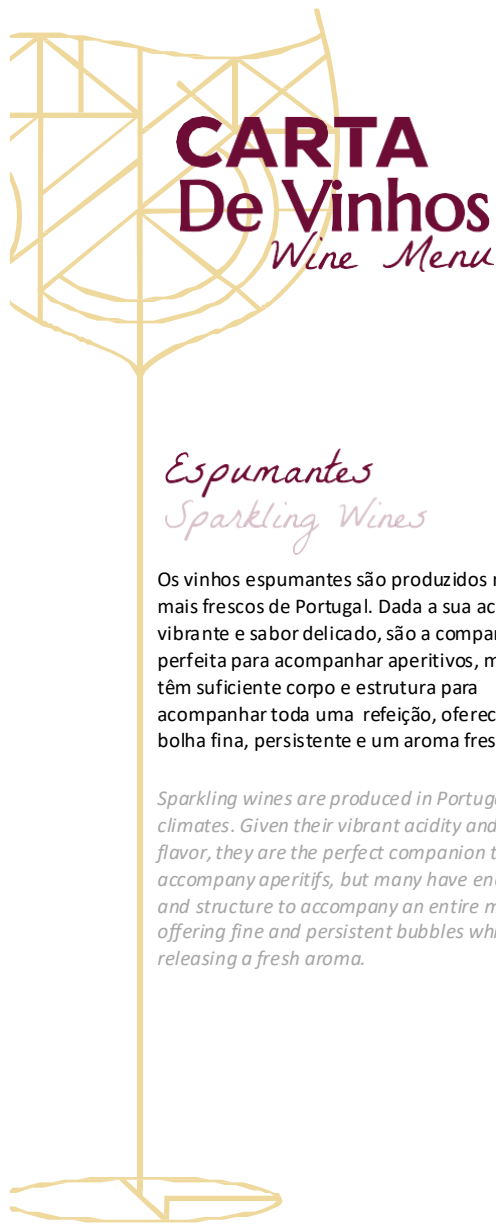 CARTA
De Vinhos
Wine Menu
Espumantes
Sparkling Wines
Os vinhos espumantes são produzidos
mais frescos de Portugal. Dada a sua
vibrante e sabor delicado, são a
perfeita para acompanhar aperitivos,
têm suficiente corpo e estrutura para
acompanhar toda uma refeição,
bolha fina, persistente e um aroma
Sparkling wines are produced in
climates. Given their vibrant acidity and
flavor, they are the perfect companion
accompany aperitifs, but many have
and structure to accompany an entire
offering fine and persistent bubbles
releasing a fresh aroma.